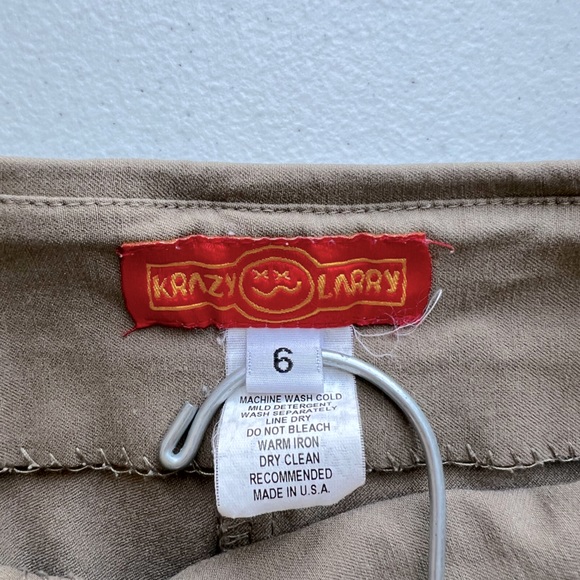 KRAZY LARRY
6
MACHINE WASH COLD
MILD DETERGENT
WASH SEPARATELY
LINE DRY
DO NOT BLEACH
WARM IRON
DRY CLEAN
RECOMMENDED
MADE IN U.S.A.